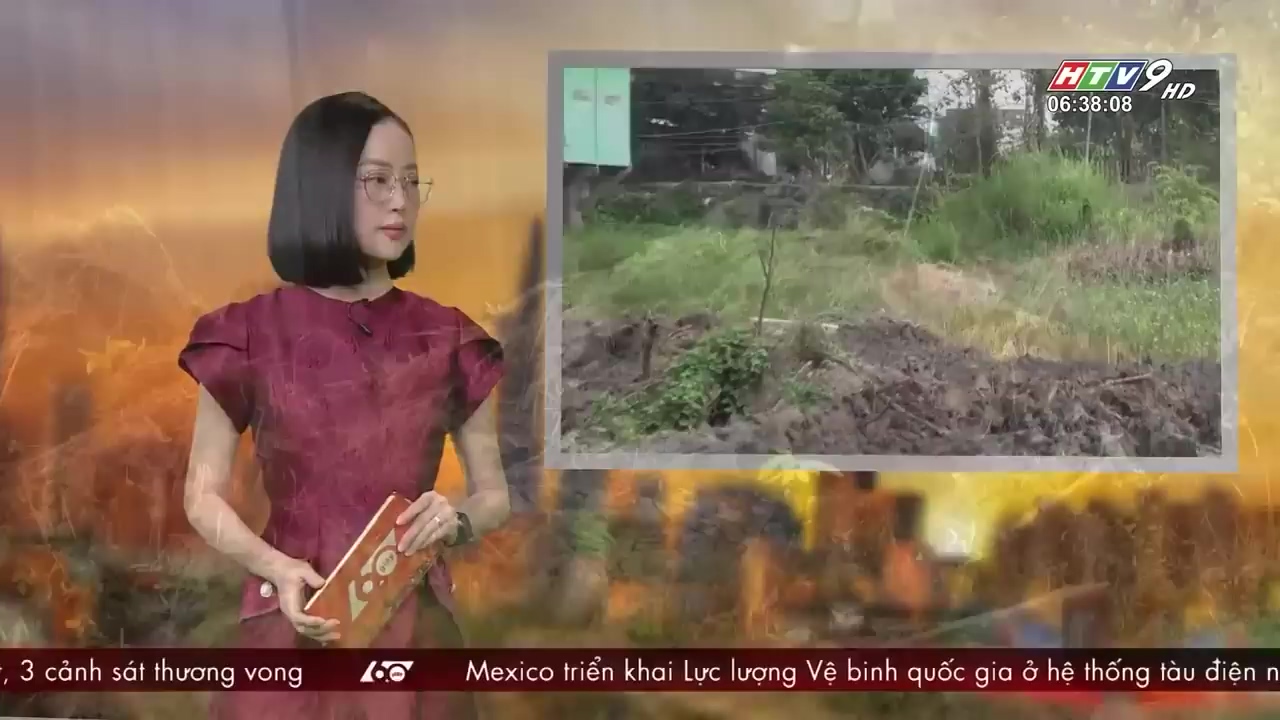 HTV9 HD
06:38:08
, 3 cảnh sát thương vong
60
Mexico triển khai Lực lượng Vệ binh quốc gia ở hệ thống tàu điện n